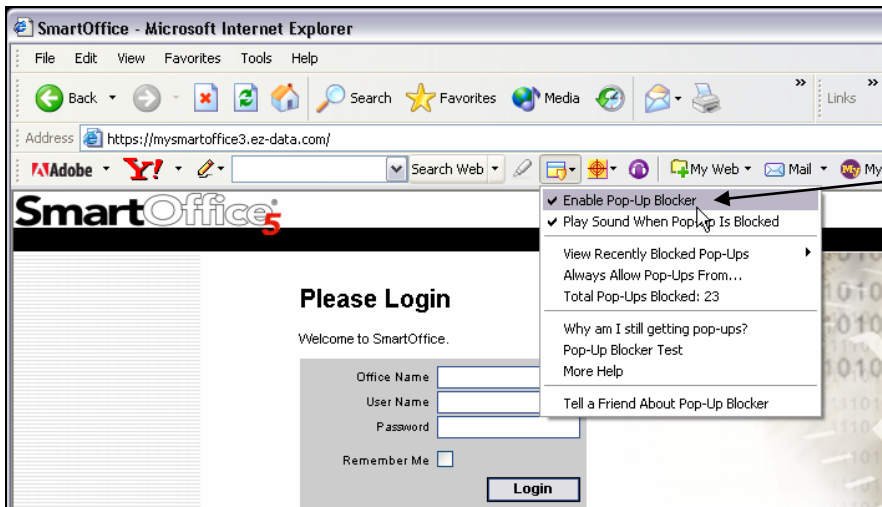 SmartOffice - Microsoft Internet Explorer
File Edit View Favorites Tools Help
Back Search Favorites Media » Links »
Address https://mysmartoffice3.ez-data.com/
Adobe Y! Search Web My Web Mail My My
SmartOffice 5
Enable Pop-Up Blocker
Play Sound When Pop-Up Is Blocked
View Recently Blocked Pop-Ups
Always Allow Pop-Ups From...
Total Pop-Ups Blocked: 23
Why am I still getting pop-ups?
Pop-Up Blocker Test
More Help
Tell a Friend About Pop-Up Blocker
Please Login
Welcome to SmartOffice.
Office Name
User Name
Password
Remember Me
Login